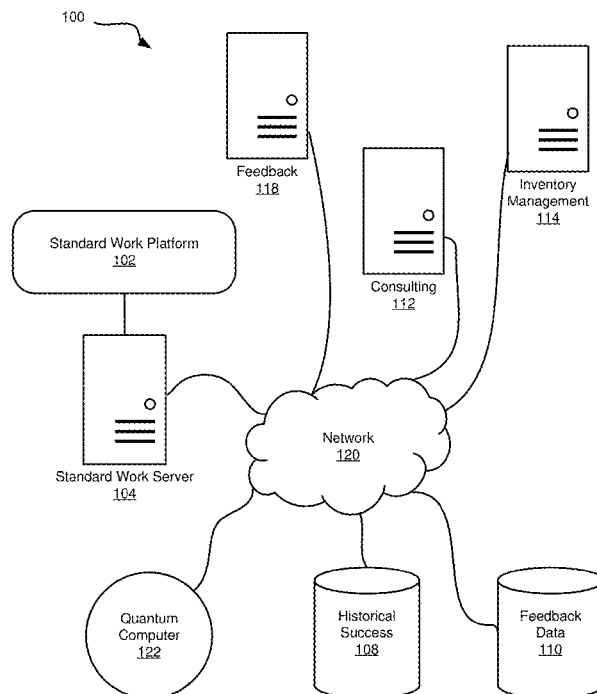 100
Feedback
118
Inventory
Management
114
Consulting
112
Standard Work Platform
102
Standard Work Server
104
Network
120
Quantum
Computer
122
Historical
Success
108
Feedback
Data
110